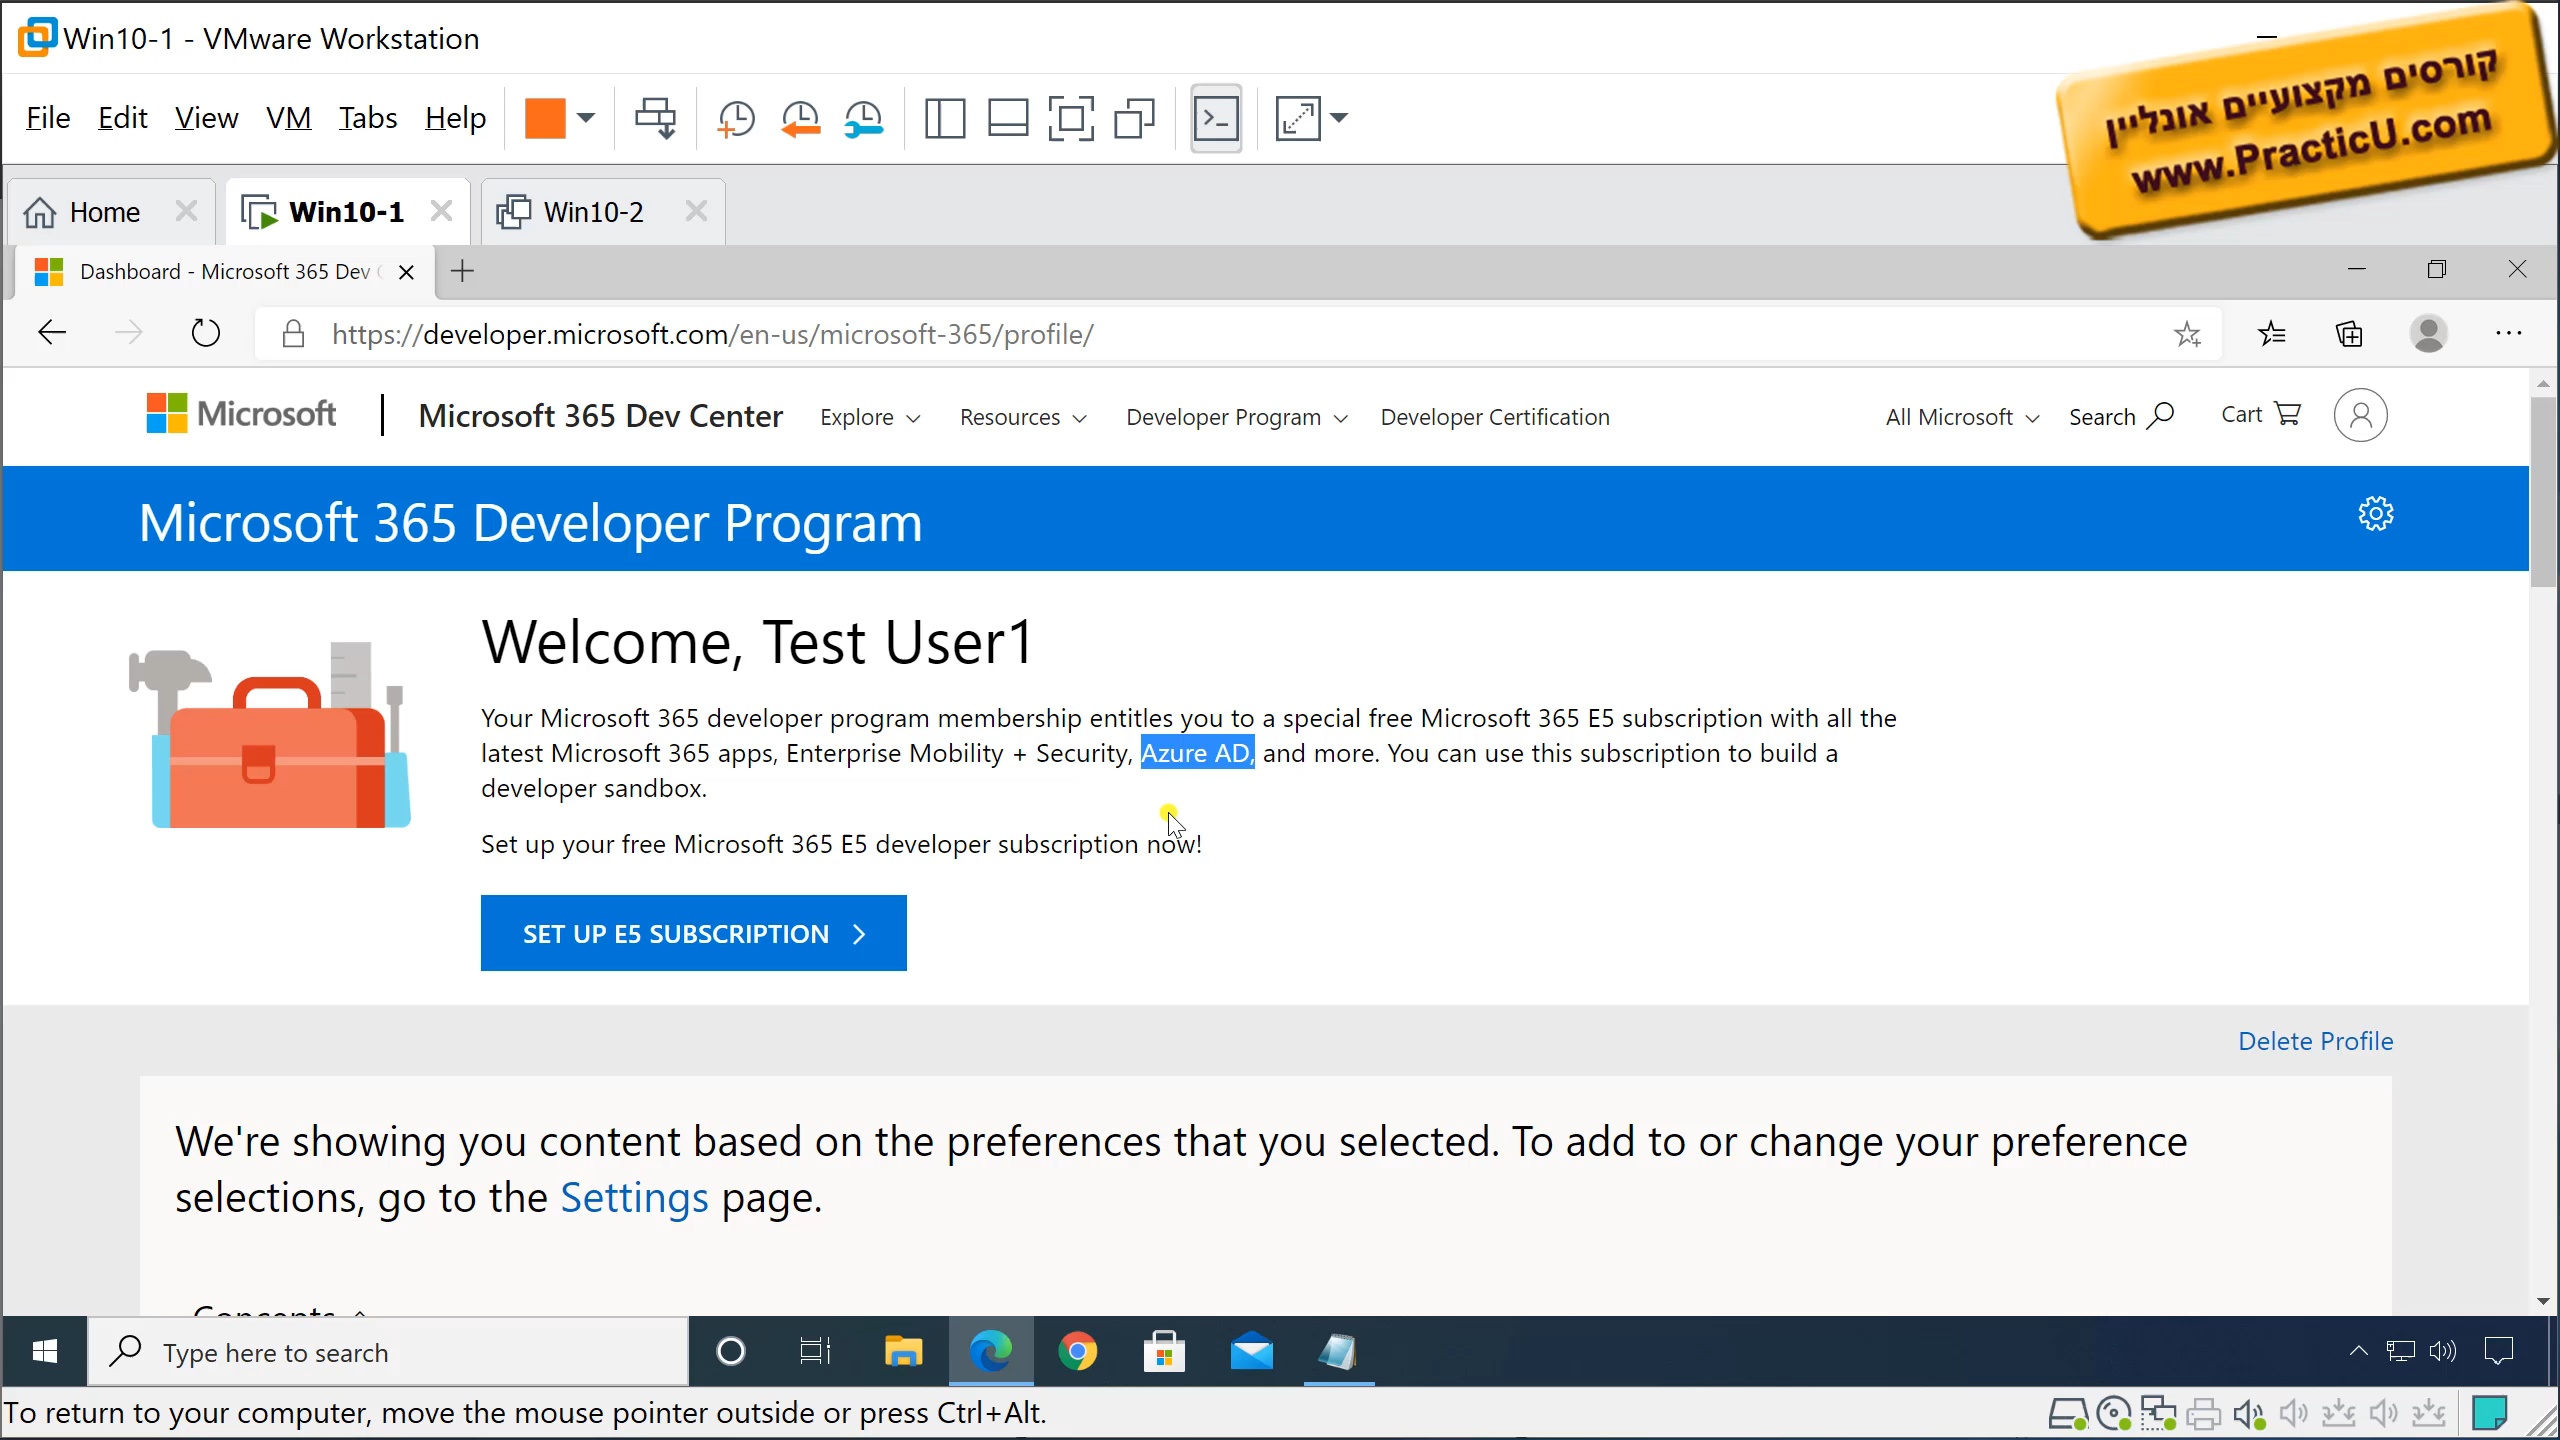 Win10-1 - VMware Workstation
קורסים מקצועיים אונליין
www.PracticU.com
File Edit View VM Tabs Help
Home Win10-1 Win10-2
Dashboard - Microsoft 365 Dev C
https://developer.microsoft.com/en-us/microsoft-365/profile/
Microsoft Microsoft 365 Dev Center Explore Resources Developer Program Developer Certification All Microsoft Search Cart
Microsoft 365 Developer Program
Welcome, Test User1
Your Microsoft 365 developer program membership entitles you to a special free Microsoft 365 E5 subscription with all the
latest Microsoft 365 apps, Enterprise Mobility + Security, Azure AD, and more. You can use this subscription to build a
developer sandbox.
Set up your free Microsoft 365 E5 developer subscription now!
SET UP E5 SUBSCRIPTION
Delete Profile
We're showing you content based on the preferences that you selected. To add to or change your preference
selections, go to the Settings page.
Concepts
Type here to search
To return to your computer, move the mouse pointer outside or press Ctrl+Alt.